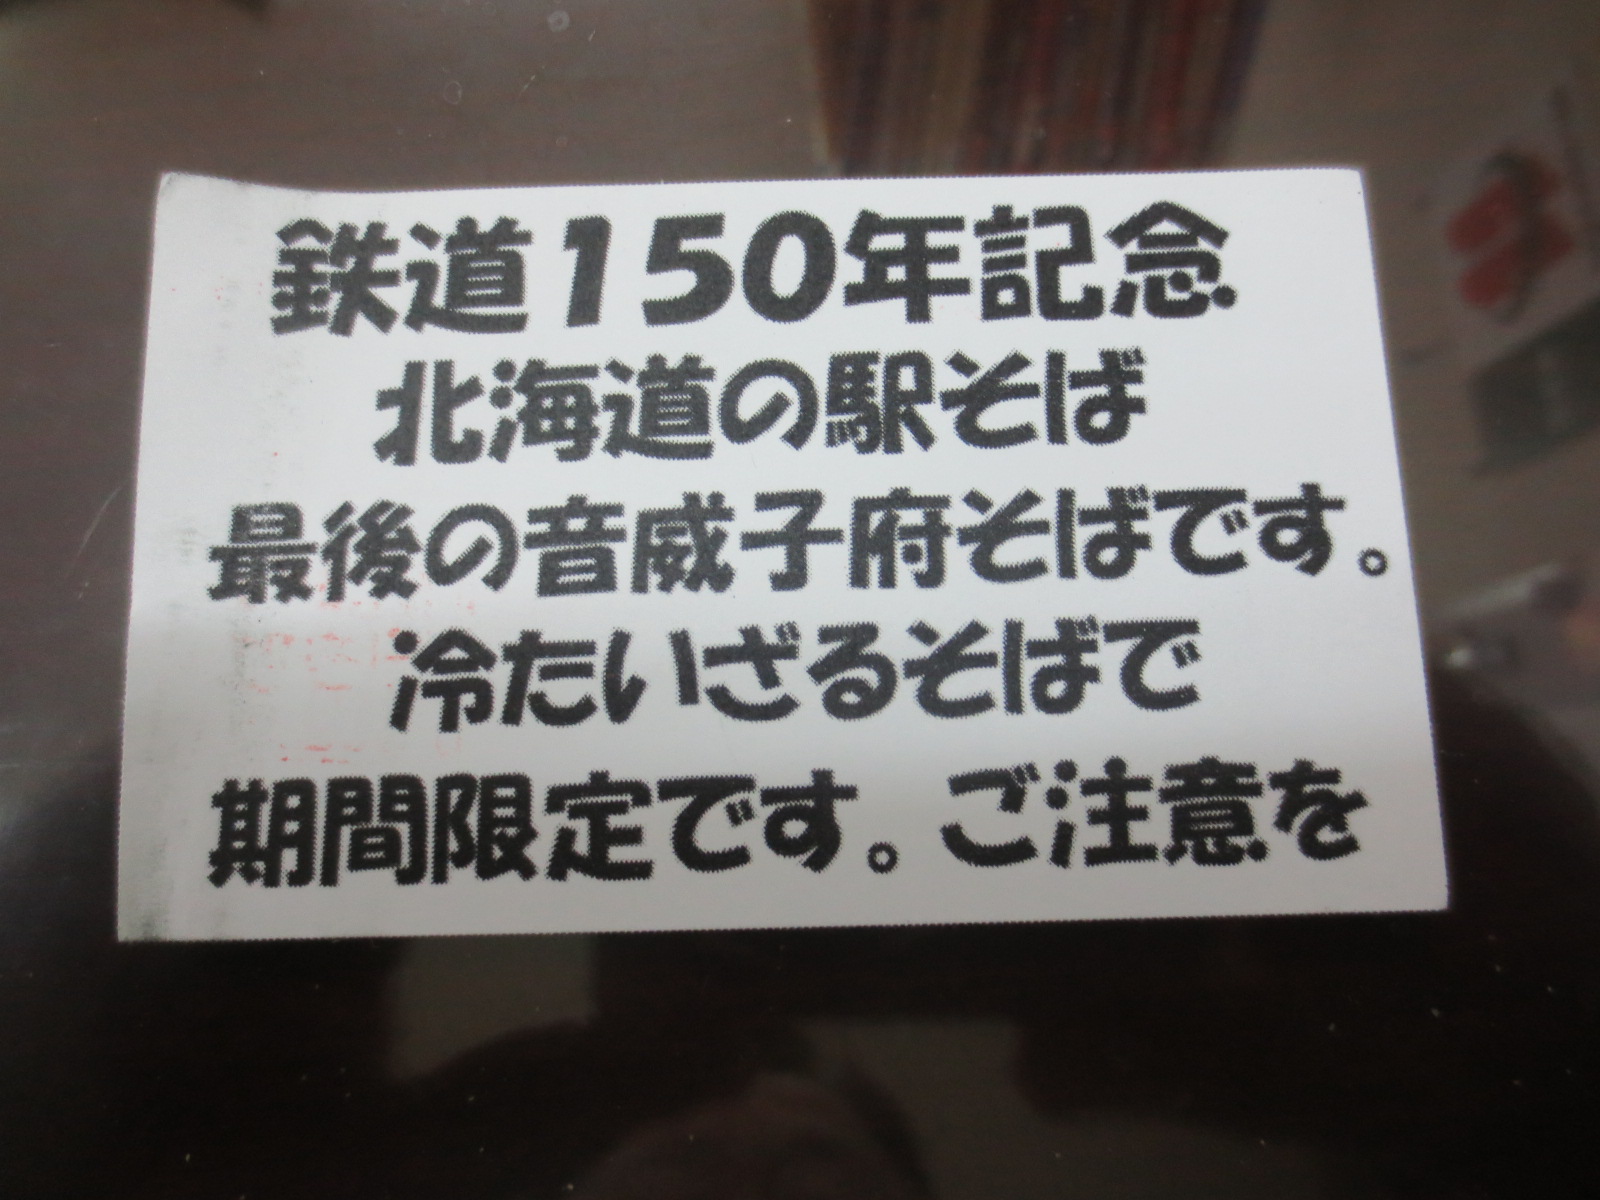 鉄道150年記念
北海道の駅そば
最後の音威子府そばです。
冷たいざるそばで
期間限定です。ご注意を